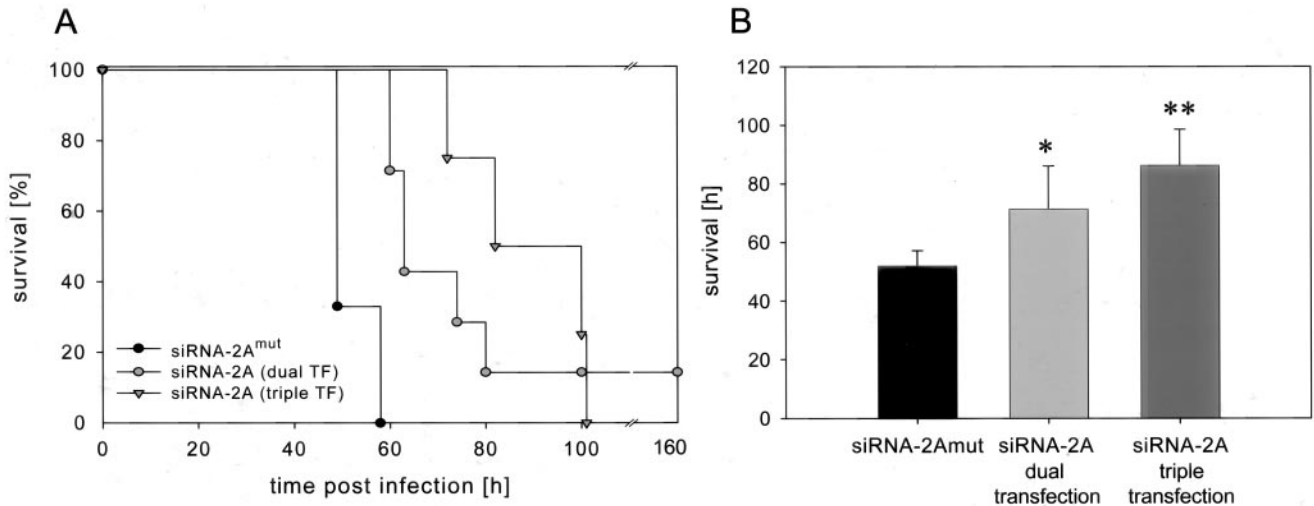 A
survival [%]
100
80
60
40
20
0
siRNA-2A^mut
siRNA-2A (dual TF)
siRNA-2A (triple TF)
0 20 40 60 80 100 160
time post infection [h]
B
survival [h]
120
100
80
60
40
20
0
*
**
siRNA-2Amut
siRNA-2A
dual
transfection
siRNA-2A
triple
transfection